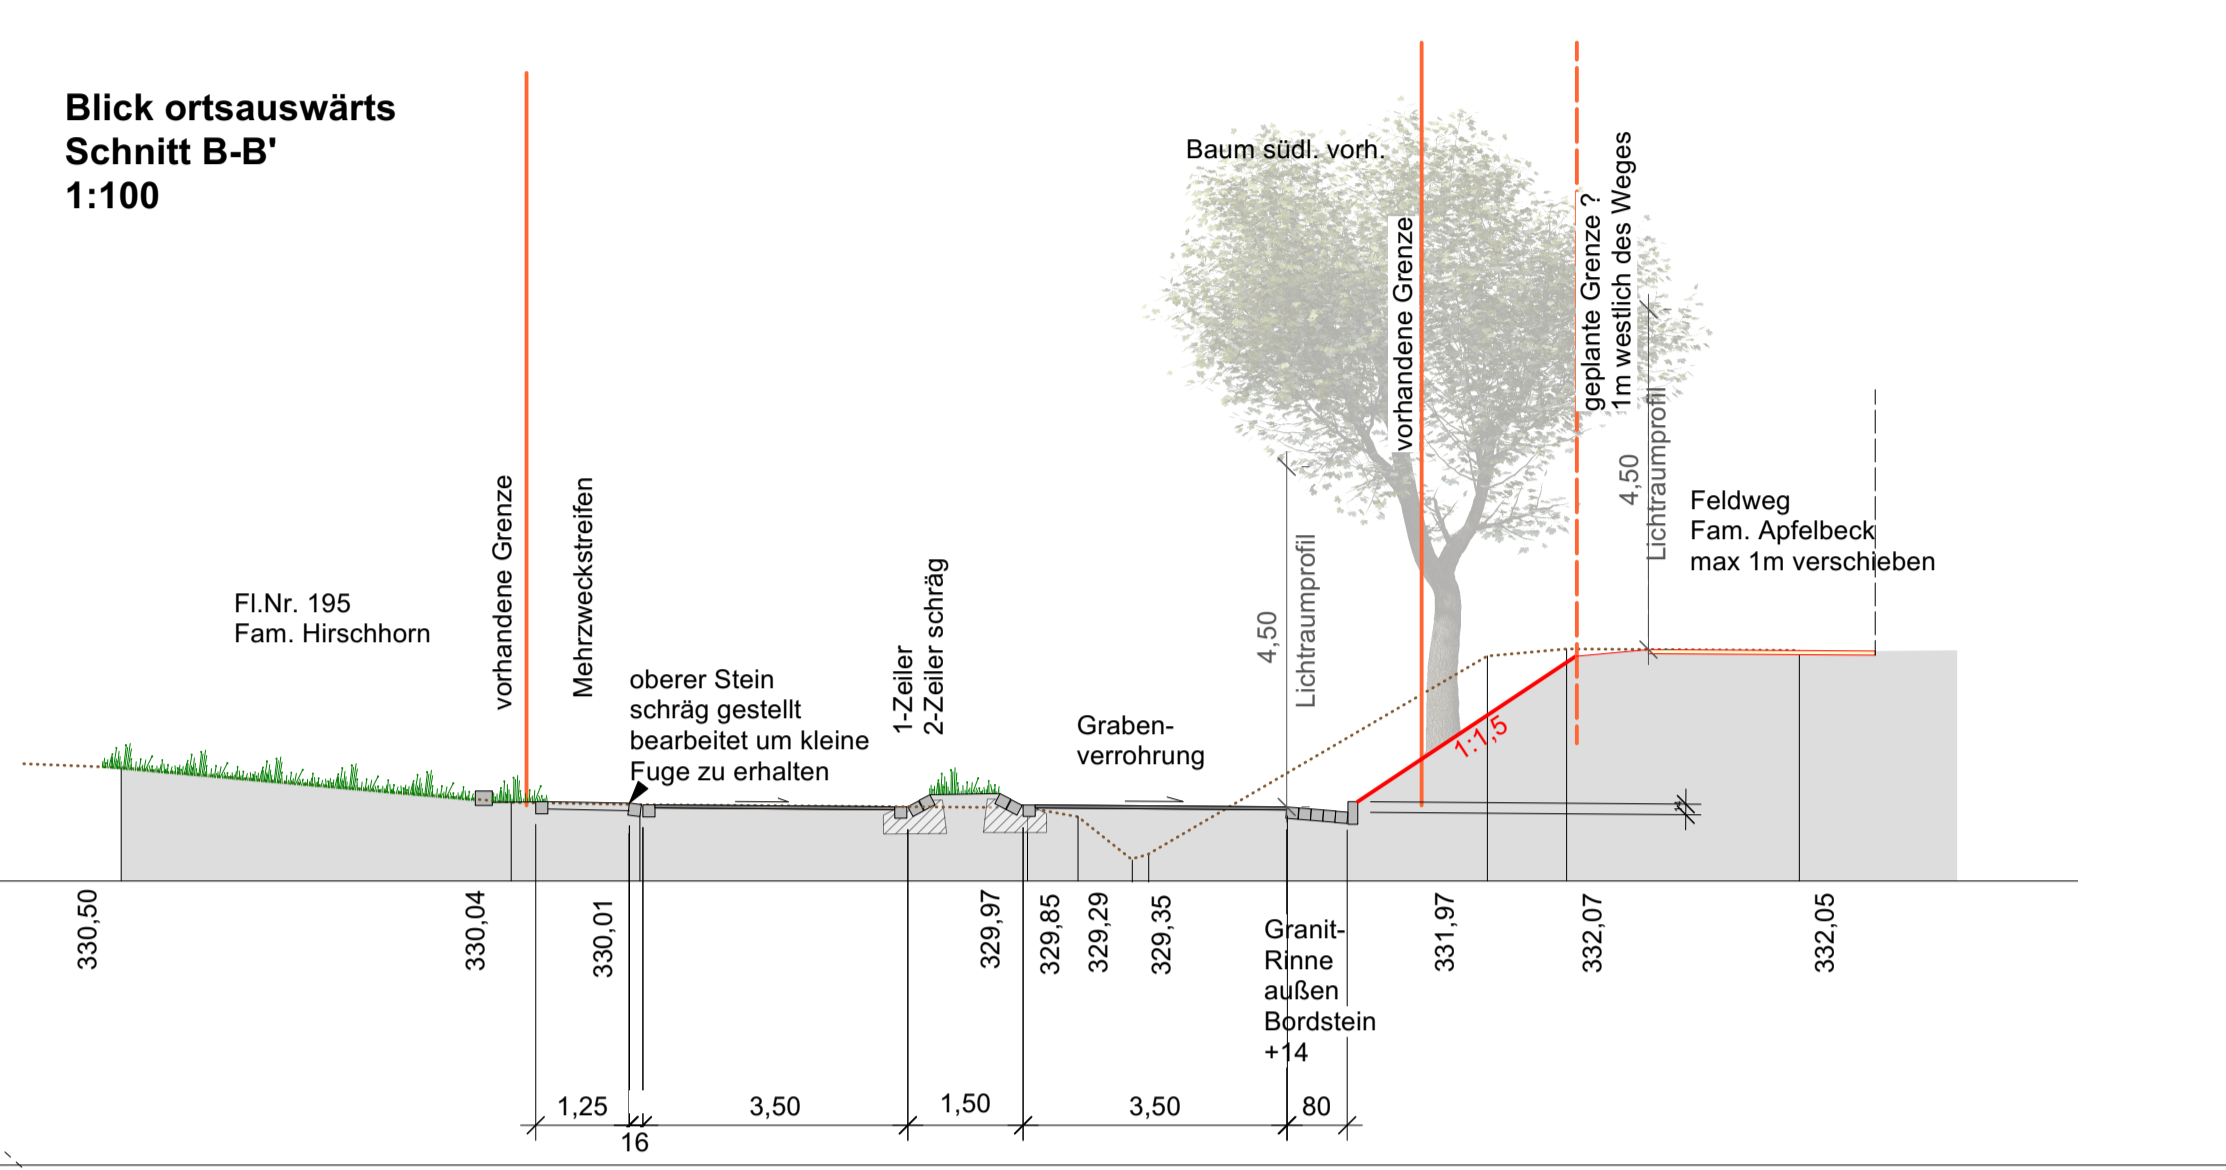 Blick ortsauswärts
Schnitt B-B'
1:100
Baum südl. vorh.
vorhandene Grenze
geplante Grenze ?
1m westlich des Weges
4,50
Lichtraumprofil
Feldweg
Fam. Apfelbeck
max 1m verschieben
Fl.Nr. 195
Fam. Hirschhorn
vorhandene Grenze
Mehrzweckstreifen
oberer Stein
schräg gestellt
bearbeitet um kleine
Fuge zu erhalten
1-Zeiler
2-Zeiler schräg
Graben-
verrohrung
4,50
Lichtraumprofil
1:1,5
330,50
330,04
330,01
329,97
329,85
329,29
329,35
Granit-
Rinne
außen
Bordstein
+14
331,97
332,07
332,05
1,25
16
3,50
1,50
3,50
80